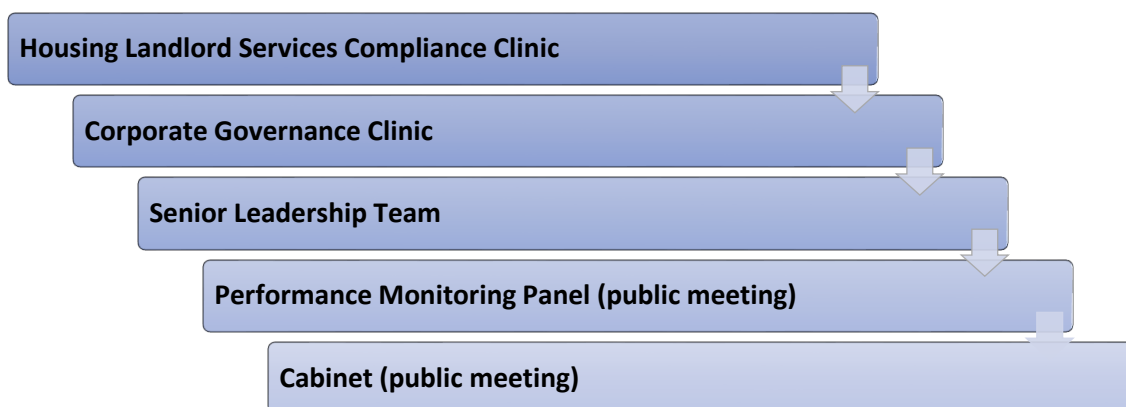 Housing Landlord Services Compliance Clinic
Corporate Governance Clinic
Senior Leadership Team
Performance Monitoring Panel (public meeting)
Cabinet (public meeting)